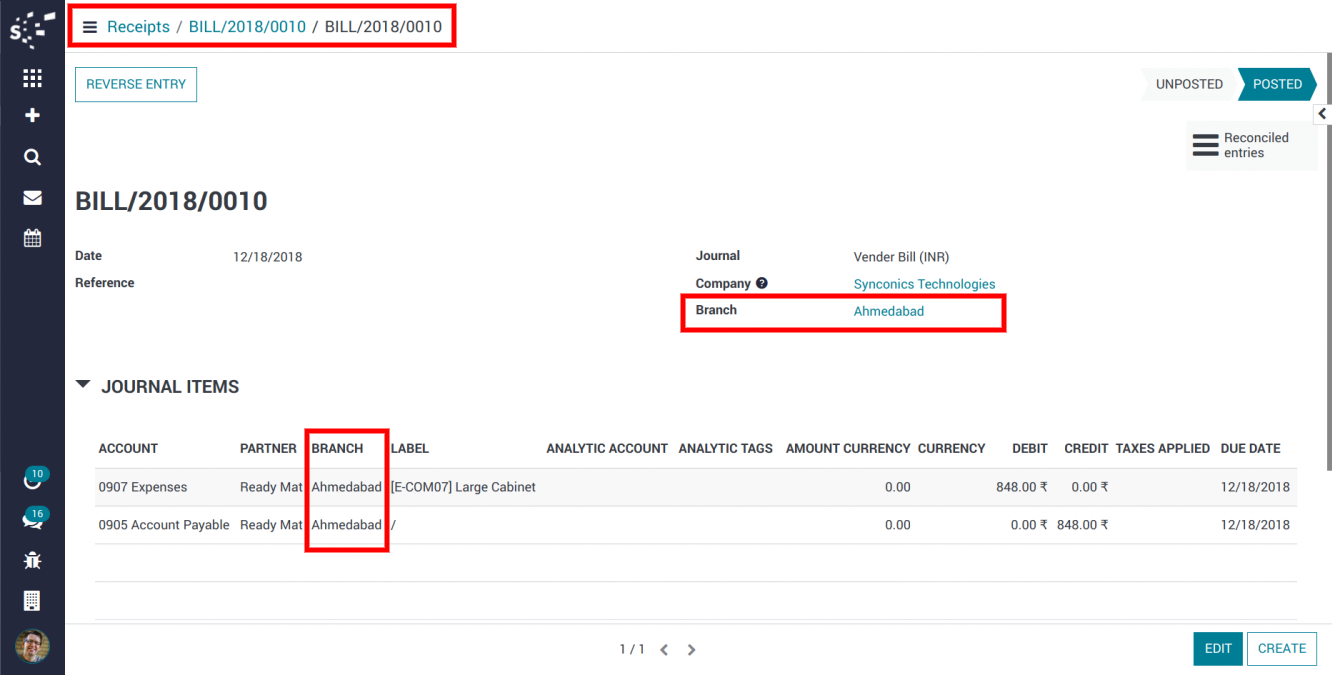 Receipts / BILL/2018/0010 / BILL/2018/0010
REVERSE ENTRY
UNPOSTED POSTED
Reconciled
entries
BILL/2018/0010
Date 12/18/2018
Reference
Journal Vender Bill (INR)
Company ? Synconics Technologies
Branch Ahmedabad
JOURNAL ITEMS
ACCOUNT PARTNER BRANCH LABEL ANALYTIC ACCOUNT ANALYTIC TAGS AMOUNT CURRENCY CURRENCY DEBIT CREDIT TAXES APPLIED DUE DATE
0907 Expenses Ready Mat Ahmedabad [E-COM07] Large Cabinet 0.00 848.00 ₹ 0.00 ₹ 12/18/2018
0905 Account Payable Ready Mat Ahmedabad / 0.00 0.00 ₹ 848.00 ₹ 12/18/2018
10
16
1 / 1
EDIT CREATE